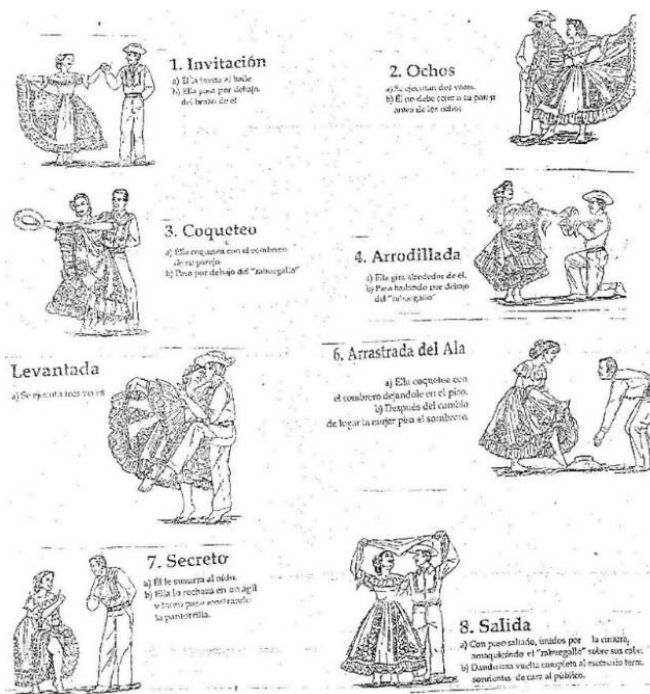 1. Invitación
a) Él la invita al baile
b) Ella pasa por debajo
del brazo de él
2. Ochos
a) Se ejecutan dos veces.
b) Él no debe coger a su pareja
antes de los ochos
3. Coqueteo
a) Ella coquetea con el sombrero
de su pareja.
b) Pasa por debajo del "rabuegallo"
4. Arrodillada
a) Ella gira alrededor de él.
b) Pasa bailando por debajo
del "rabuegallo"
Levantada
a) Se ejecuta tres veces
6. Arrastrada del Ala
a) Ella coquetea con
el sombrero dejándole en el piso.
b) Después del cambio
de lugar la mujer pisa el sombrero.
7. Secreto
a) Él le susurra al oído.
b) Ella lo rechaza en un ágil
y paso mostrando
la pantorrilla.
8. Salida
a) Con paso saltado, unidos por la cintura,
el "rabuegallo" sobre sus cabe
b) Dando una vuelta completa al escenario term
sonrientes de cara al público.